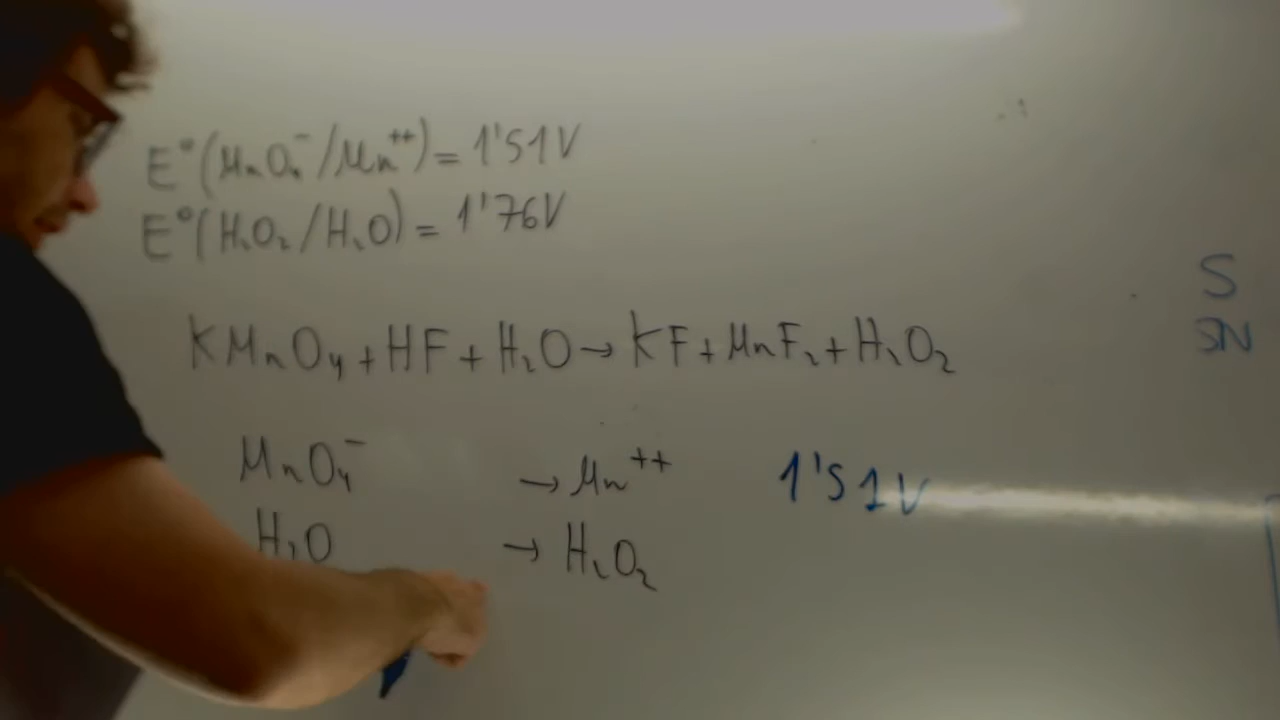 E°(MnO₄⁻/Mn⁺⁺) = 1'51V
E°(H₂O₂/H₂O) = 1'76V
S
SN
KMnO₄ + HF + H₂O → KF + MnF₂ + H₂O₂
MnO₄⁻ → Mn⁺⁺ 1'51V
H₂O → H₂O₂